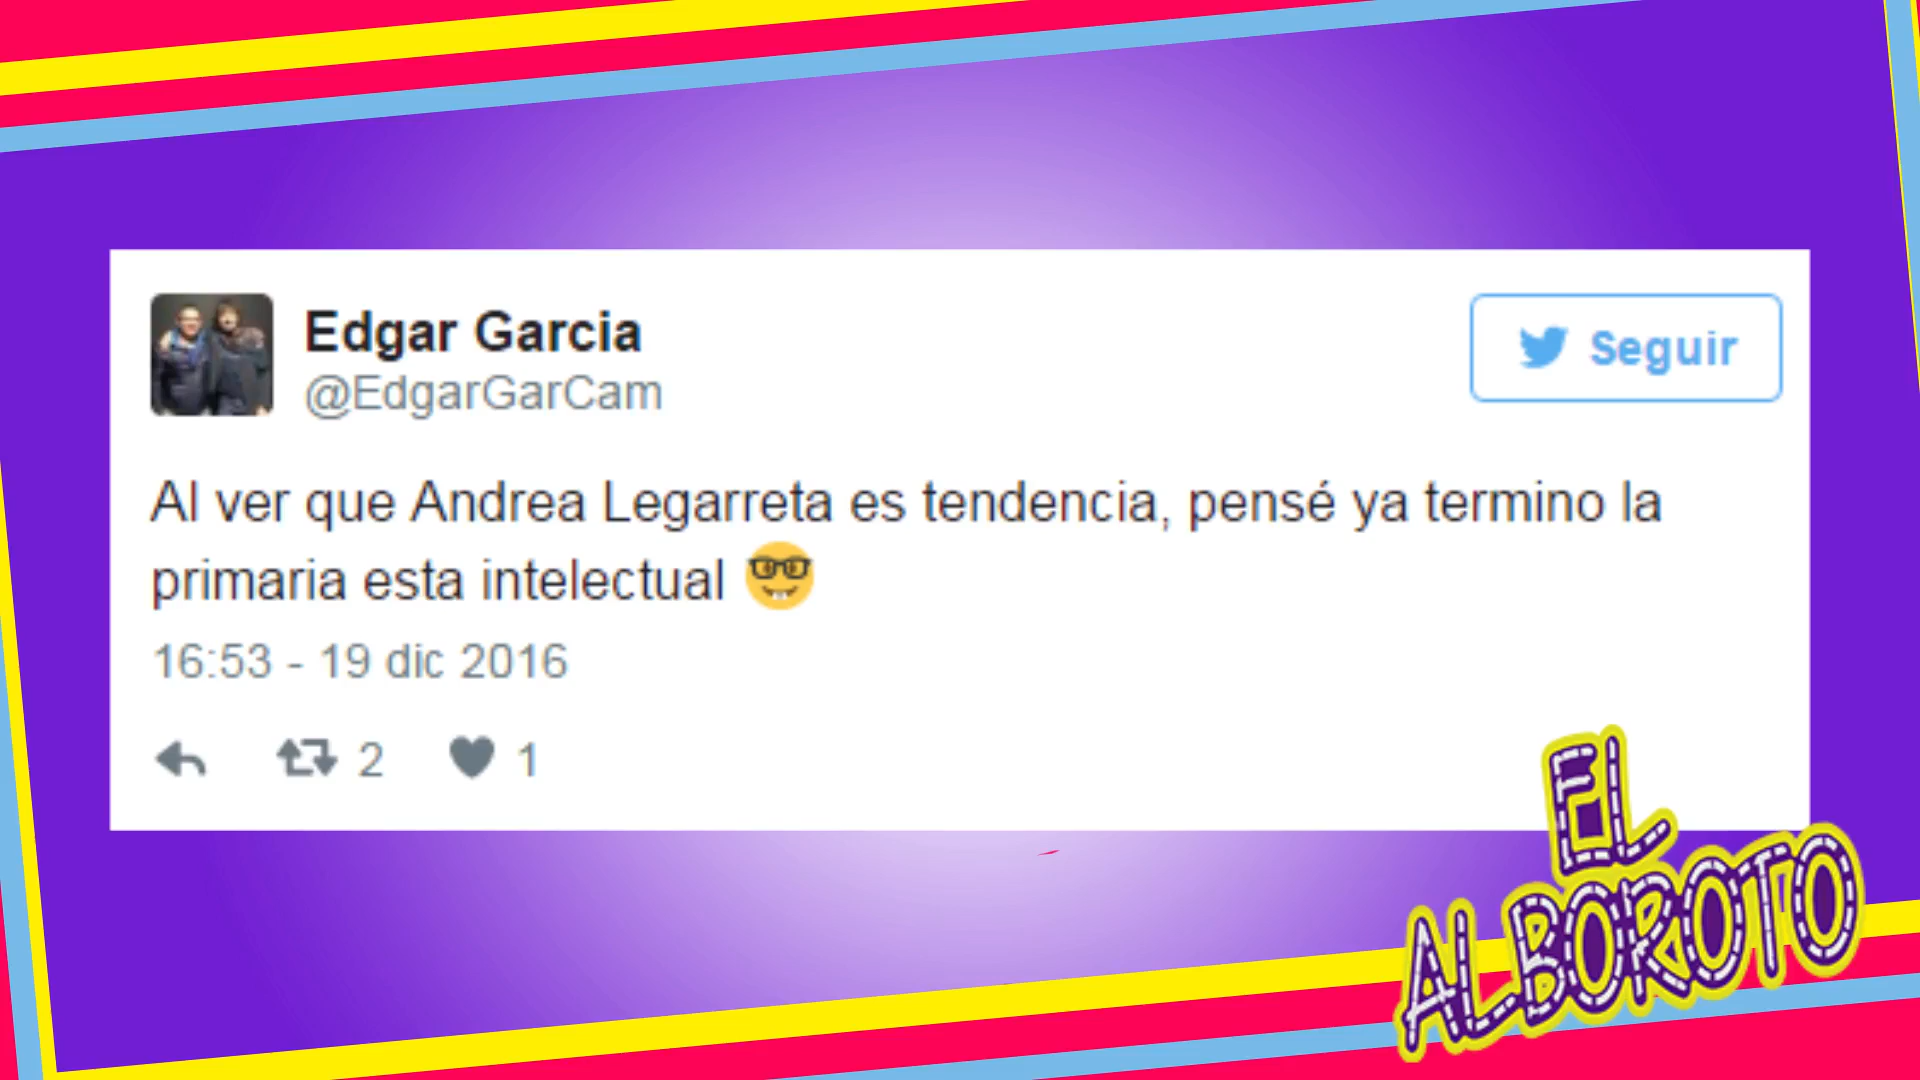 Edgar Garcia
@EdgarGarCam
Seguir
Al ver que Andrea Legarreta es tendencia, pensé ya termino la
primaria esta intelectual 🤓
16:53 - 19 dic 2016
2 1
EL
ALBOROTO